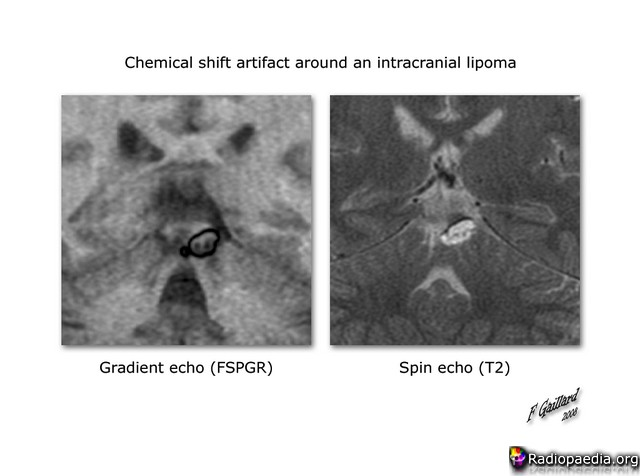 Chemical shift artifact around an intracranial lipoma
Gradient echo (FSPGR)
Spin echo (T2)
F Gaillard
2008
Radiopaedia.org